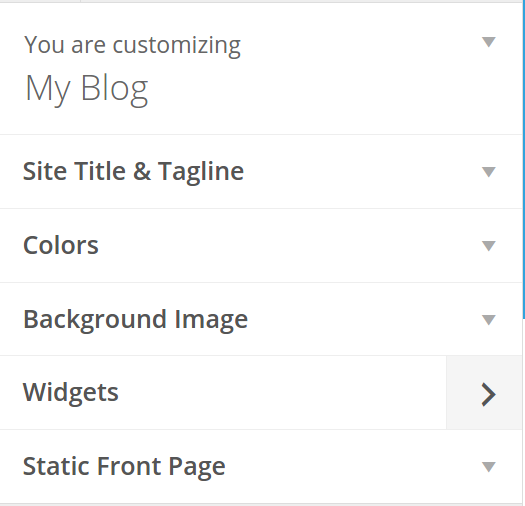 You are customizing
My Blog
Site Title & Tagline
Colors
Background Image
Widgets
Static Front Page